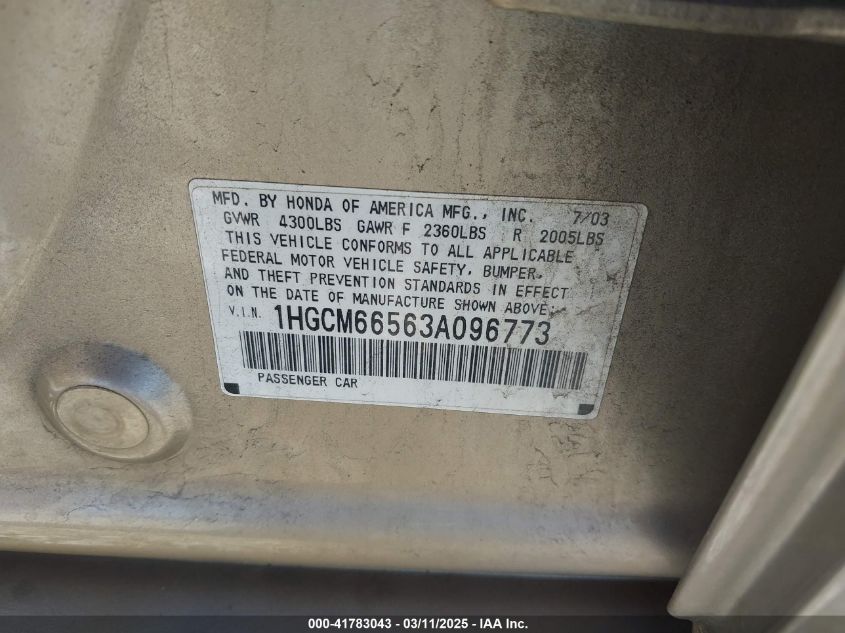 MFD. BY HONDA OF AMERICA MFG., INC. 7/03
GVWR 4300LBS GAWR F 2360LBS R 2005LBS
THIS VEHICLE CONFORMS TO ALL APPLICABLE
FEDERAL MOTOR VEHICLE SAFETY, BUMPER,
AND THEFT PREVENTION STANDARDS IN EFFECT
ON THE DATE OF MANUFACTURE SHOWN ABOVE.
V.I.N. 1HGCM66563A096773
PASSENGER CAR
000-41783043 - 03/11/2025 - IAA Inc.